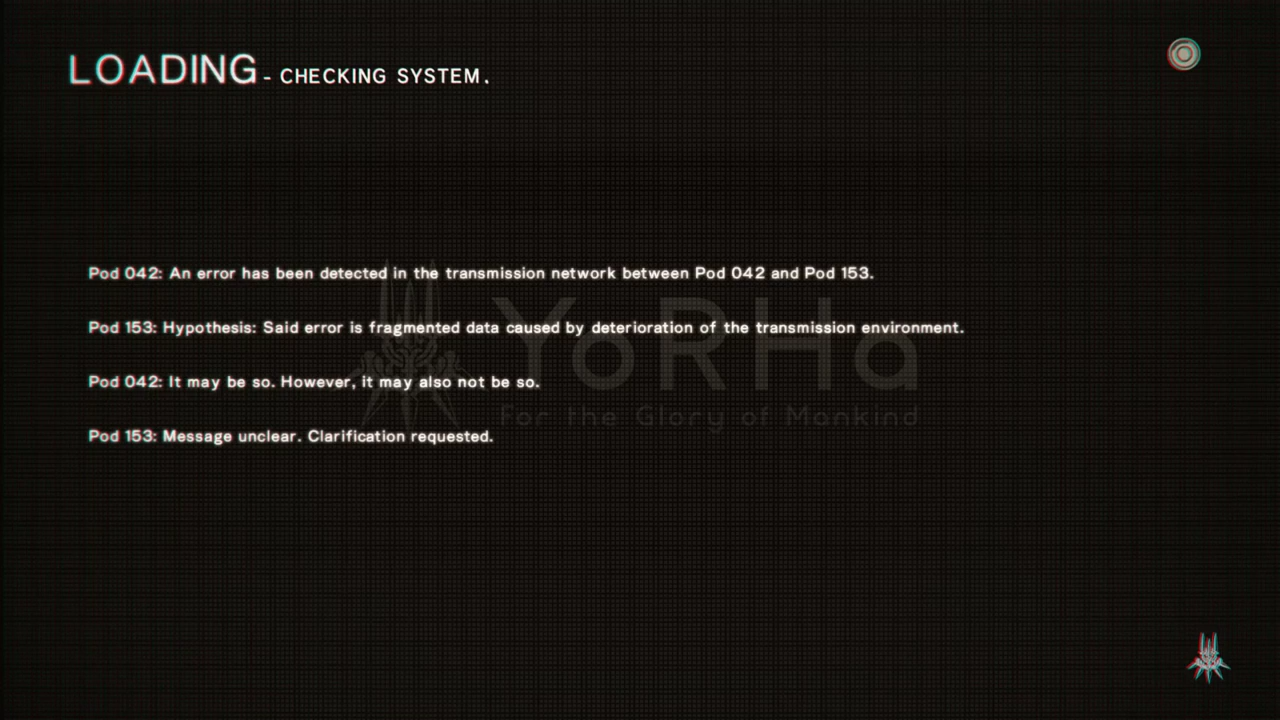 LOADING - CHECKING SYSTEM.
Pod 042: An error has been detected in the transmission network between Pod 042 and Pod 153.
Pod 153: Hypothesis: Said error is fragmented data caused by deterioration of the transmission environment.
YoRHa
Pod 042: It may be so. However, it may also not be so.
For the Glory of Mankind
Pod 153: Message unclear. Clarification requested.